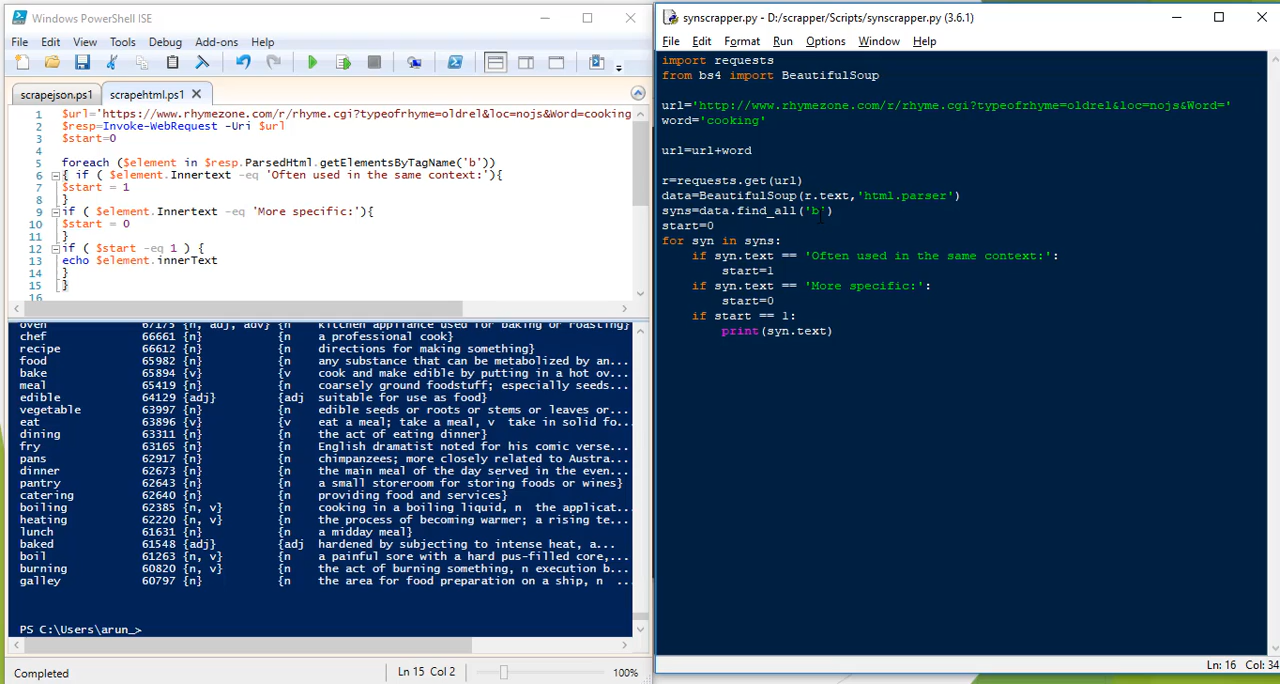 Windows PowerShell ISE
File Edit View Tools Debug Add-ons Help
scrapejson.ps1 scrapehtml.ps1
1 $url='https://www.rhymezone.com/r/rhyme.cgi?typeofrhyme=oldrel&loc=nojs&Word=cooking
2 $resp=Invoke-WebRequest -Uri $url
3 $start=0
4
5 foreach ($element in $resp.ParsedHtml.getElementsByTagName('b'))
6 { if ( $element.Innertext -eq 'Often used in the same context:'){
7 $start = 1
8 }
9 if ( $element.Innertext -eq 'More specific:'){
10 $start = 0
11 }
12 if ( $start -eq 1 ) {
13 echo $element.innerText
14 }
15 }
16
oven 67175 {n, adj, adv} {n kitchen appliance used for baking or roasting}
chef 66661 {n} {n a professional cook}
recipe 66612 {n} {n directions for making something}
food 65982 {n} {n any substance that can be metabolized by an...
bake 65894 {v} {v cook and make edible by putting in a hot ov...
meal 65419 {n} {n coarsely ground foodstuff; especially seeds...
edible 64129 {adj} {adj suitable for use as food}
vegetable 63997 {n} {n edible seeds or roots or stems or leaves or...
eat 63896 {v} {v eat a meal; take a meal, v take in solid fo...
dining 63311 {n} {n the act of eating dinner}
fry 63165 {n} {n English dramatist noted for his comic verse...
pans 62917 {n} {n chimpanzees; more closely related to Austra...
dinner 62673 {n} {n the main meal of the day served in the even...
pantry 62643 {n} {n a small storeroom for storing foods or wines}
catering 62640 {n} {n providing food and services}
boiling 62385 {n, v} {n cooking in a liquid, n the applicat...
heating 62220 {n, v} {n the process of becoming warmer; a rising te...
lunch 61631 {n} {n a midday meal}
baked 61548 {adj} {adj hardened by subjecting to intense heat, a...
boil 61263 {n, v} {n a painful sore with a hard pus-filled core,...
burning 60820 {n, v} {n the act of burning something, n execution b...
galley 60797 {n} {n the area for food preparation on a ship, n ...
PS C:\Users\arun_>
Completed Ln 15 Col 2 100%
synscrapper.py - D:/scrapper/Scripts/synscrapper.py (3.6.1)
File Edit Format Run Options Window Help
import requests
from bs4 import BeautifulSoup
url='http://www.rhymezone.com/r/rhyme.cgi?typeofrhyme=oldrel&loc=nojs&Word='
word='cooking'
url=url+word
r=requests.get(url)
data=BeautifulSoup(r.text,'html.parser')
syns=data.find_all('b')
start=0
for syn in syns:
if syn.text == 'Often used in the same context:':
start=1
if syn.text == 'More specific:':
start=0
if start == 1:
print(syn.text)
Ln: 16 Col: 34